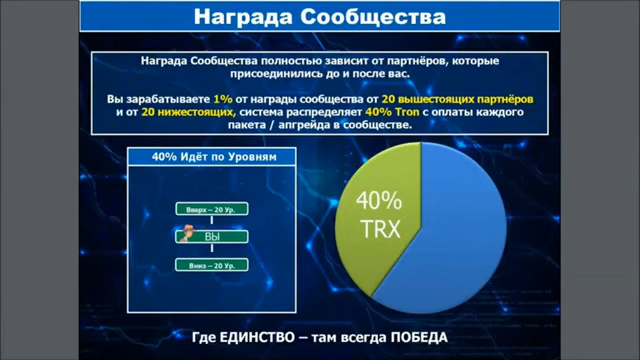 Награда Сообщества
Награда Сообщества полностью зависит от партнёров, которые
присоединились до и после вас.
Вы зарабатываете 1% от награды сообщества от 20 вышестоящих партнёров
и от 20 нижестоящих, система распределяет 40% Tron с оплаты каждого
пакета / апгрейда в сообществе.
40% Идёт по Уровням
Вверх – 20 Ур.
ВЫ
Вниз – 20 Ур.
40%
TRX
Где ЕДИНСТВО – там всегда ПОБЕДА